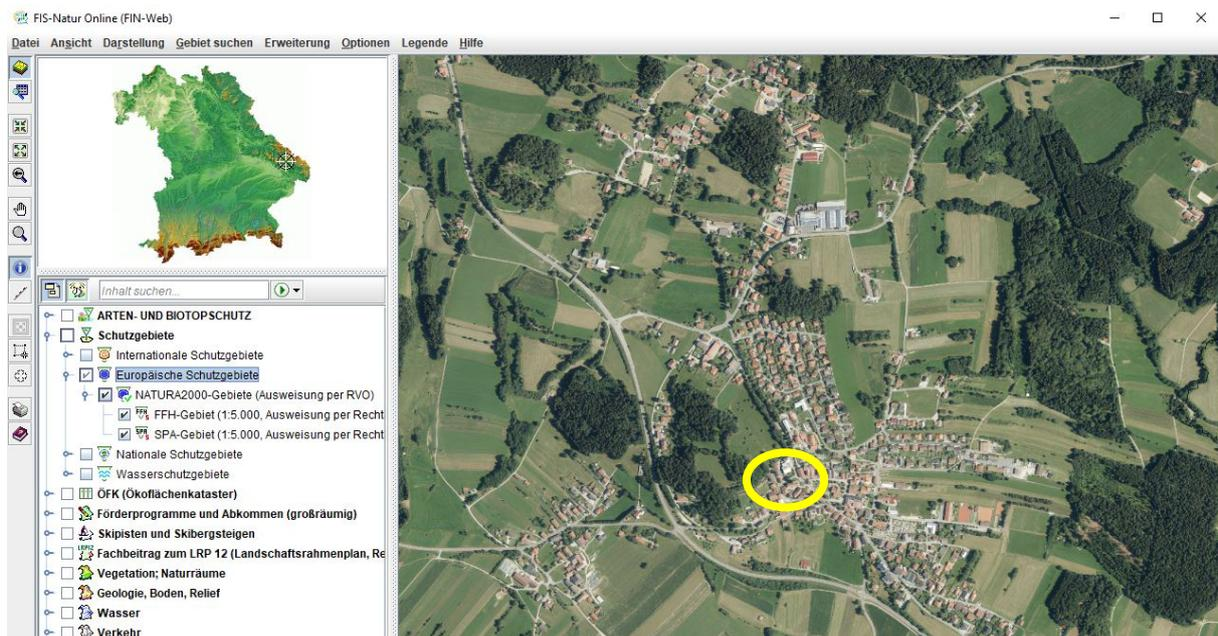 FIS-Natur Online (FIN-Web)
Datei Ansicht Darstellung Gebiet suchen Erweiterung Optionen Legende Hilfe
Inhalt suchen...
ARTEN- UND BIOTOPSCHUTZ
Schutzgebiete
Internationale Schutzgebiete
Europäische Schutzgebiete
NATURA2000-Gebiete (Ausweisung per RVO)
FFH-Gebiet (1:5.000, Ausweisung per Recht
SPA-Gebiet (1:5.000, Ausweisung per Recht
Nationale Schutzgebiete
Wasserschutzgebiete
ÖFK (Ökoflächenkataster)
Förderprogramme und Abkommen (großräumig)
Skipisten und Skibergsteigen
Fachbeitrag zum LRP 12 (Landschaftsrahmenplan, Re
Vegetation; Naturräume
Geologie, Boden, Relief
Wasser
Verkehr